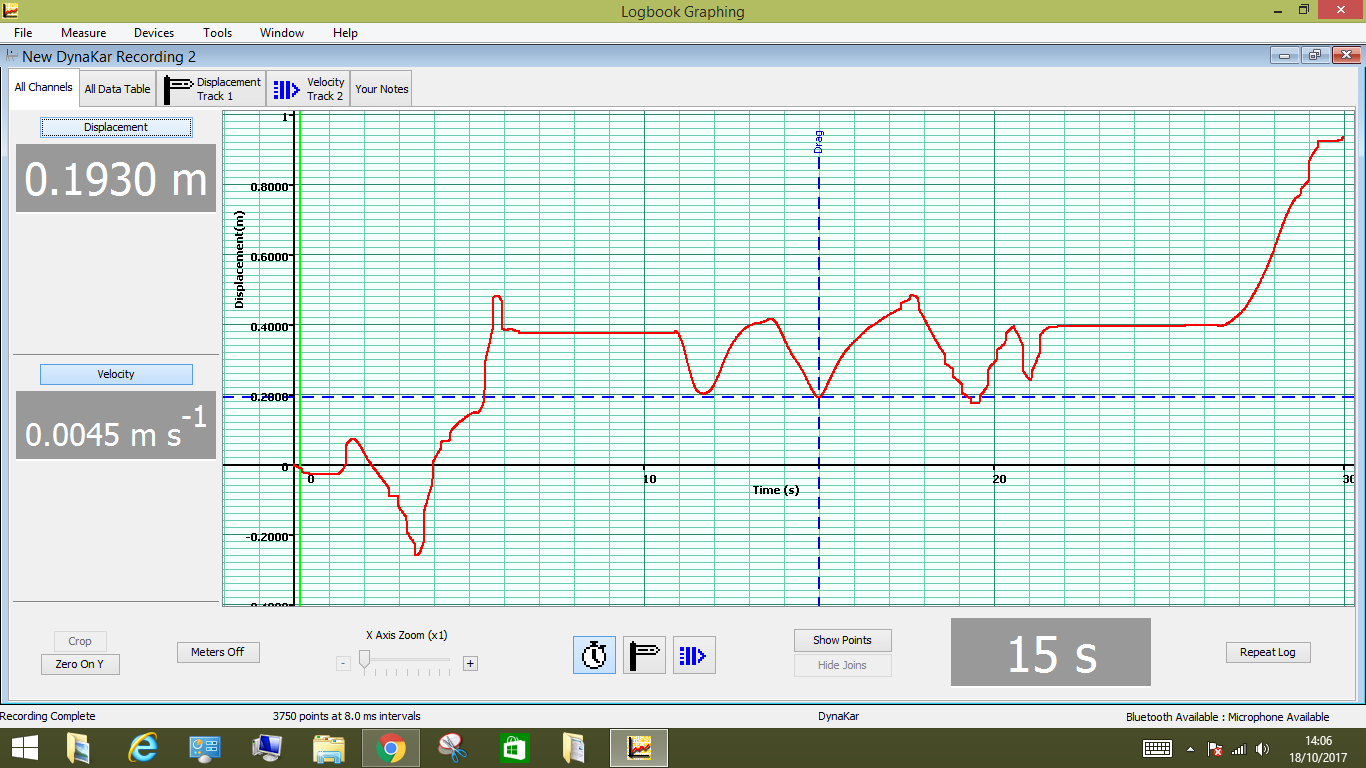 Logbook Graphing
File Measure Devices Tools Window Help
New DynaKar Recording 2
All Channels All Data Table Displacement Track 1 Velocity Track 2 Your Notes
Displacement
0.1930 m
Velocity
0.0045 m s-1
1
0.8000
0.6000
0.4000
0.2000
0
-0.2000
Displacement(m)
Drag
0 10 20 30
Time (s)
Crop
Zero On Y
Meters Off
X Axis Zoom (x1)
- +
Show Points
Hide Joins
15 s
Repeat Log
Recording Complete 3750 points at 8.0 ms intervals DynaKar Bluetooth Available : Microphone Available
14:06
18/10/2017